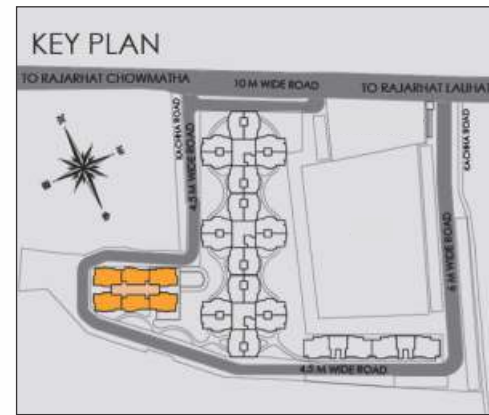 KEY PLAN
TO RAJARHAT CHOWMATHA
10 M WIDE ROAD
TO RAJARHAT LAUHAT
KACHHA ROAD
4.5 M WIDE ROAD
KACHHA ROAD
6 M WIDE ROAD
4.5 M WIDE ROAD